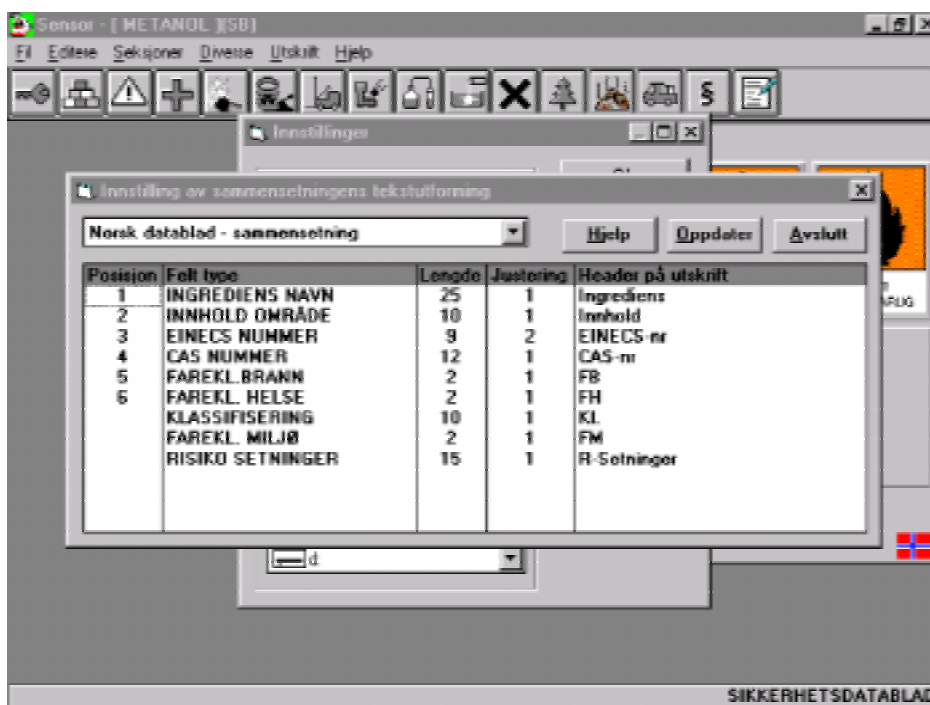 Sensor - [ METANOL ][SB]
Fil Editere Seksjoner Diverse Utskrift Hjelp
§
Innstillinger
Innstilling av sammensetningens tekstutforming
Norsk datablad - sammensetning Hjelp Oppdater Avslutt
Posisjon Felt type Lengde Justering Header på utskrift
1 INGREDIENS NAVN 25 1 Ingrediens
2 INNHOLD OMRÅDE 10 1 Innhold
3 EINECS NUMMER 9 2 EINECS-nr
4 CAS NUMMER 12 1 CAS-nr
5 FAREKL.BRANN 2 1 FB
6 FAREKL. HELSE 2 1 FH
KLASSIFISERING 10 1 KL
FAREKL. MILJØ 2 1 FM
RISIKO SETNINGER 15 1 R-Setninger
d
SIKKERHETSDATABLAD